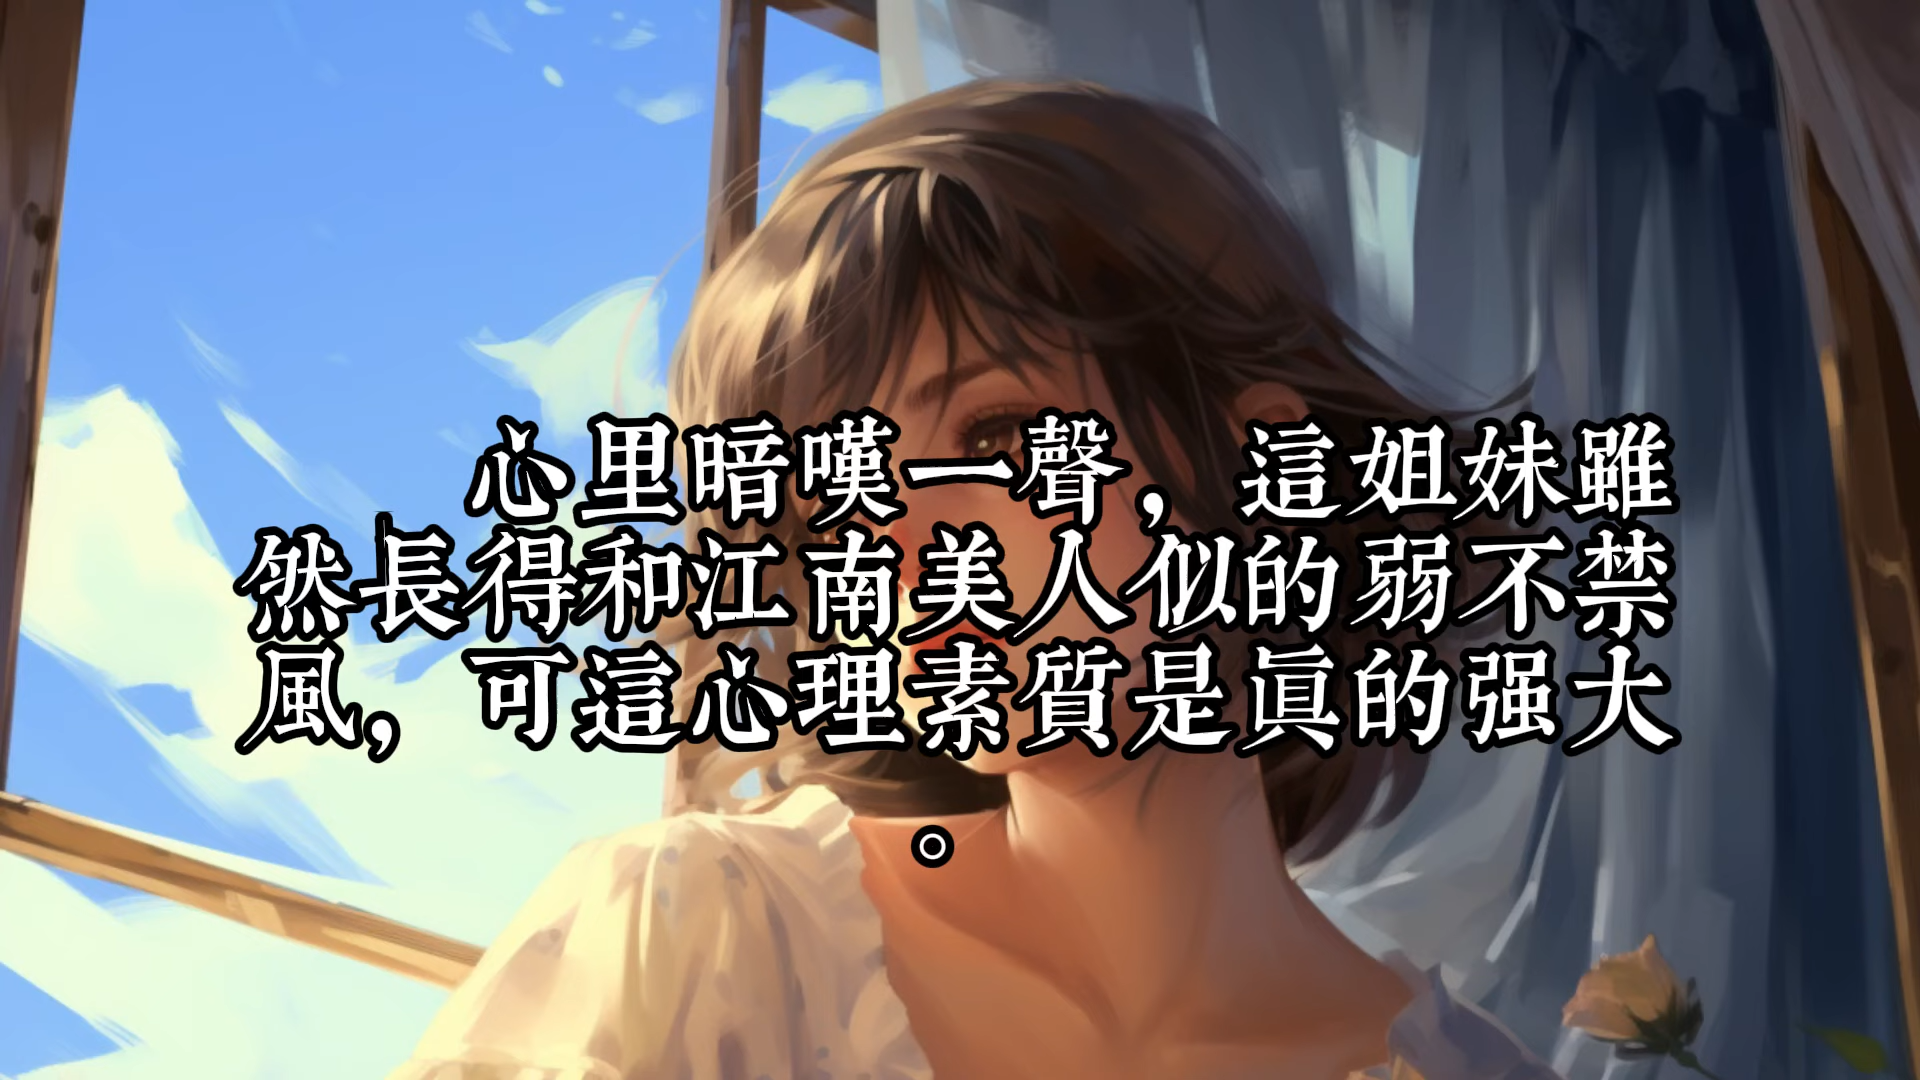 心里暗嘆一聲，這姐妹雖
然長得和江南美人似的弱不禁
風，可這心理素質是眞的强大
。